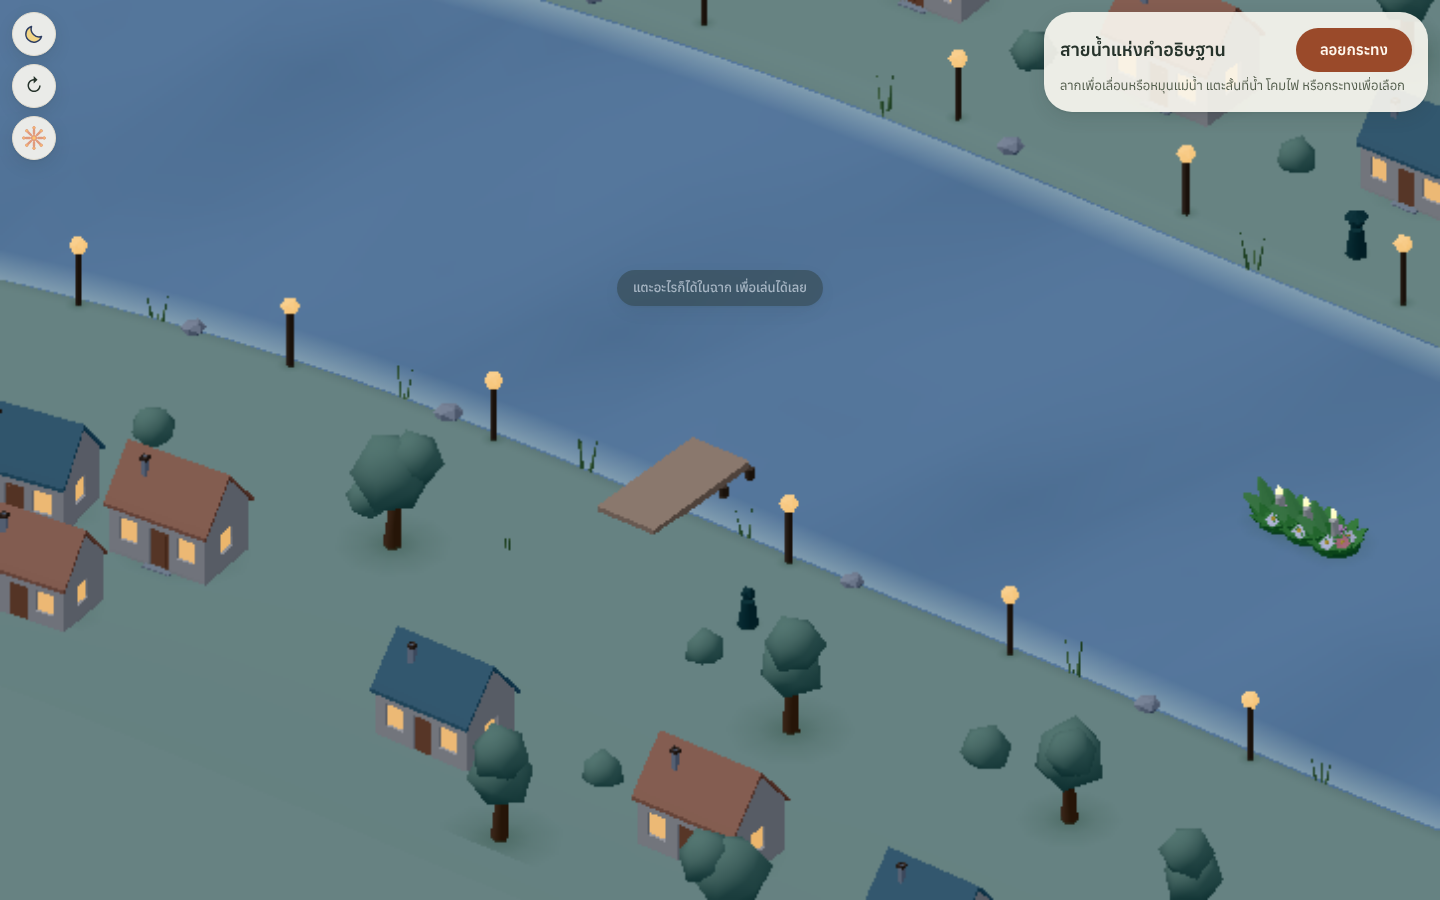 สายน้ำแห่งคำอธิษฐาน
ลอยกระทง
ลากเพื่อเลื่อนหรือหมุนแม่น้ำ แตะสั้นที่น้ำ โคมไฟ หรือกระทงเพื่อเลือก
แตะอะไรก็ได้ในฉาก เพื่อเล่นได้เลย